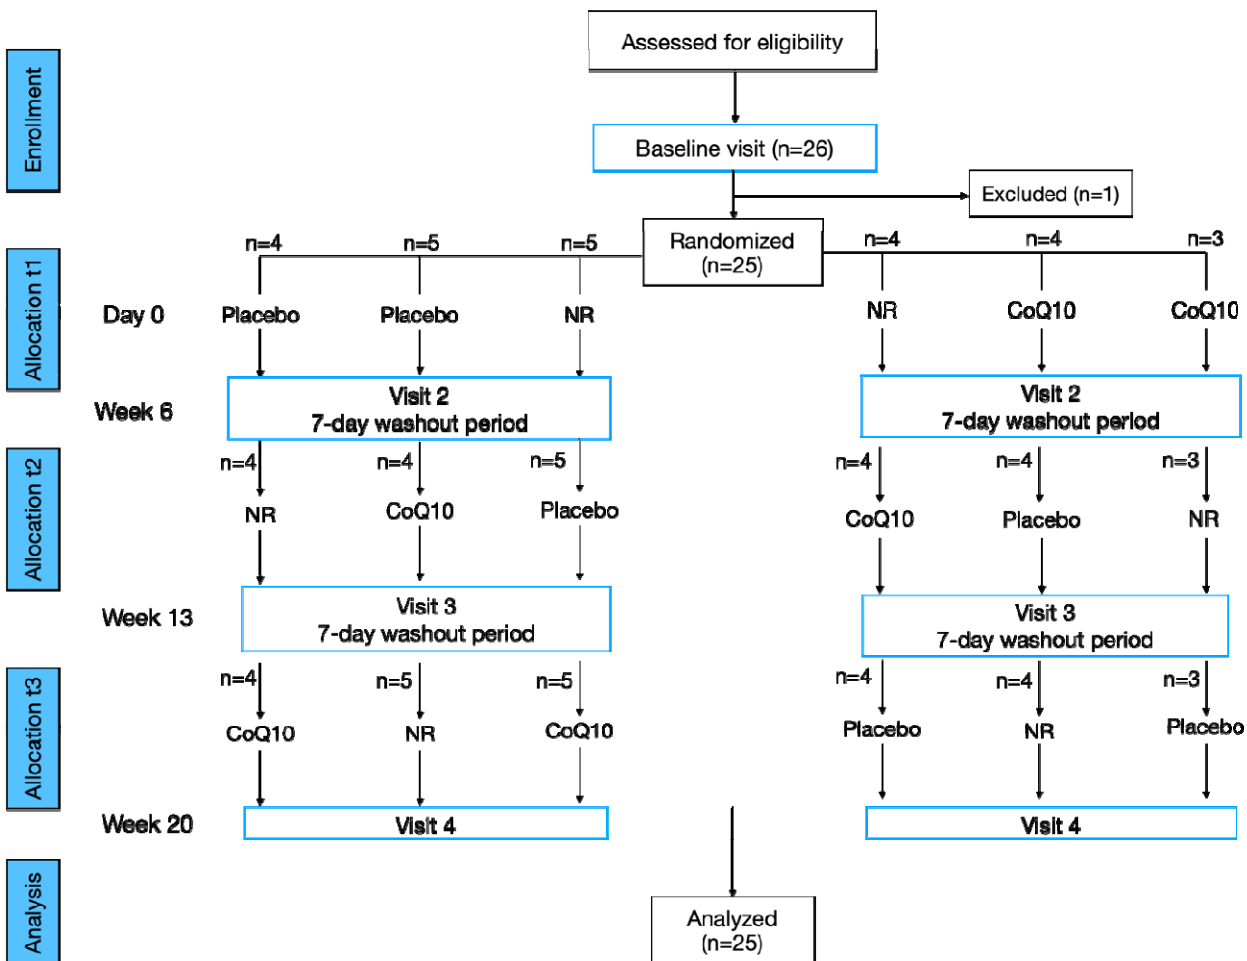 Assessed for eligibility
Enrollment
Baseline visit (n=26)
Excluded (n=1)
Randomized
(n=25)
n=4
n=5
n=5
n=4
n=4
n=3
Allocation t1
Day 0
Placebo
Placebo
NR
NR
CoQ10
CoQ10
Week 6
Visit 2
7-day washout period
Visit 2
7-day washout period
Allocation t2
n=4
n=4
n=5
n=4
n=4
n=3
NR
CoQ10
Placebo
CoQ10
Placebo
NR
Week 13
Visit 3
7-day washout period
Visit 3
7-day washout period
Allocation t3
n=4
n=5
n=5
n=4
n=4
n=3
CoQ10
NR
CoQ10
Placebo
NR
Placebo
Week 20
Visit 4
Visit 4
Analysis
Analyzed
(n=25)